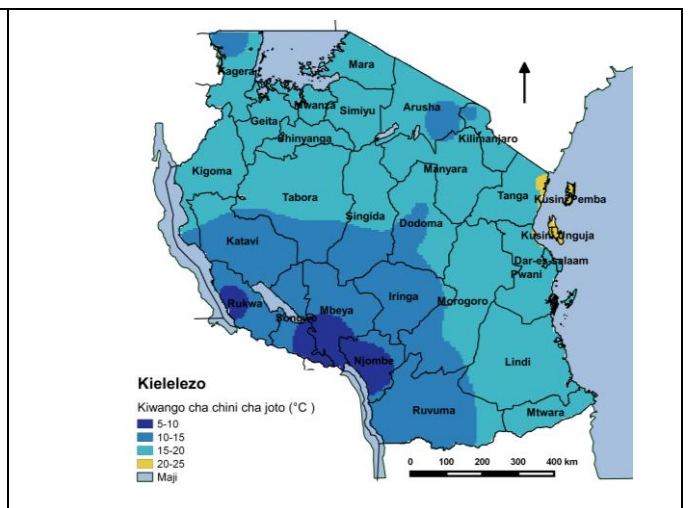 Mara
Kagera
Mwanza
Simiyu
Arusha
Geita
Shinyanga
Kilimanjaro
Kigoma
Manyara
Tabora
Tanga
Kusini Pemba
Singida
Dodoma
Katavi
Kusini Unguja
Dar-es-salaam
Pwani
Rukwa
Mbeya
Iringa
Morogoro
Songwe
Njombe
Lindi
Ruvuma
Mtwara
Kielelezo
Kiwango cha chini cha joto (°C )
5-10
10-15
15-20
20-25
Maji
0 100 200 300 400 km